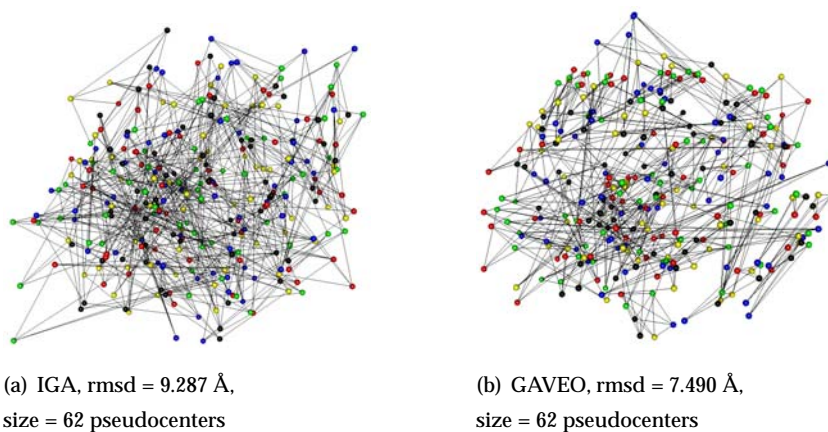 (a) IGA, rmsd = 9.287 Å,
size = 62 pseudocenters
(b) GAVEO, rmsd = 7.490 Å,
size = 62 pseudocenters